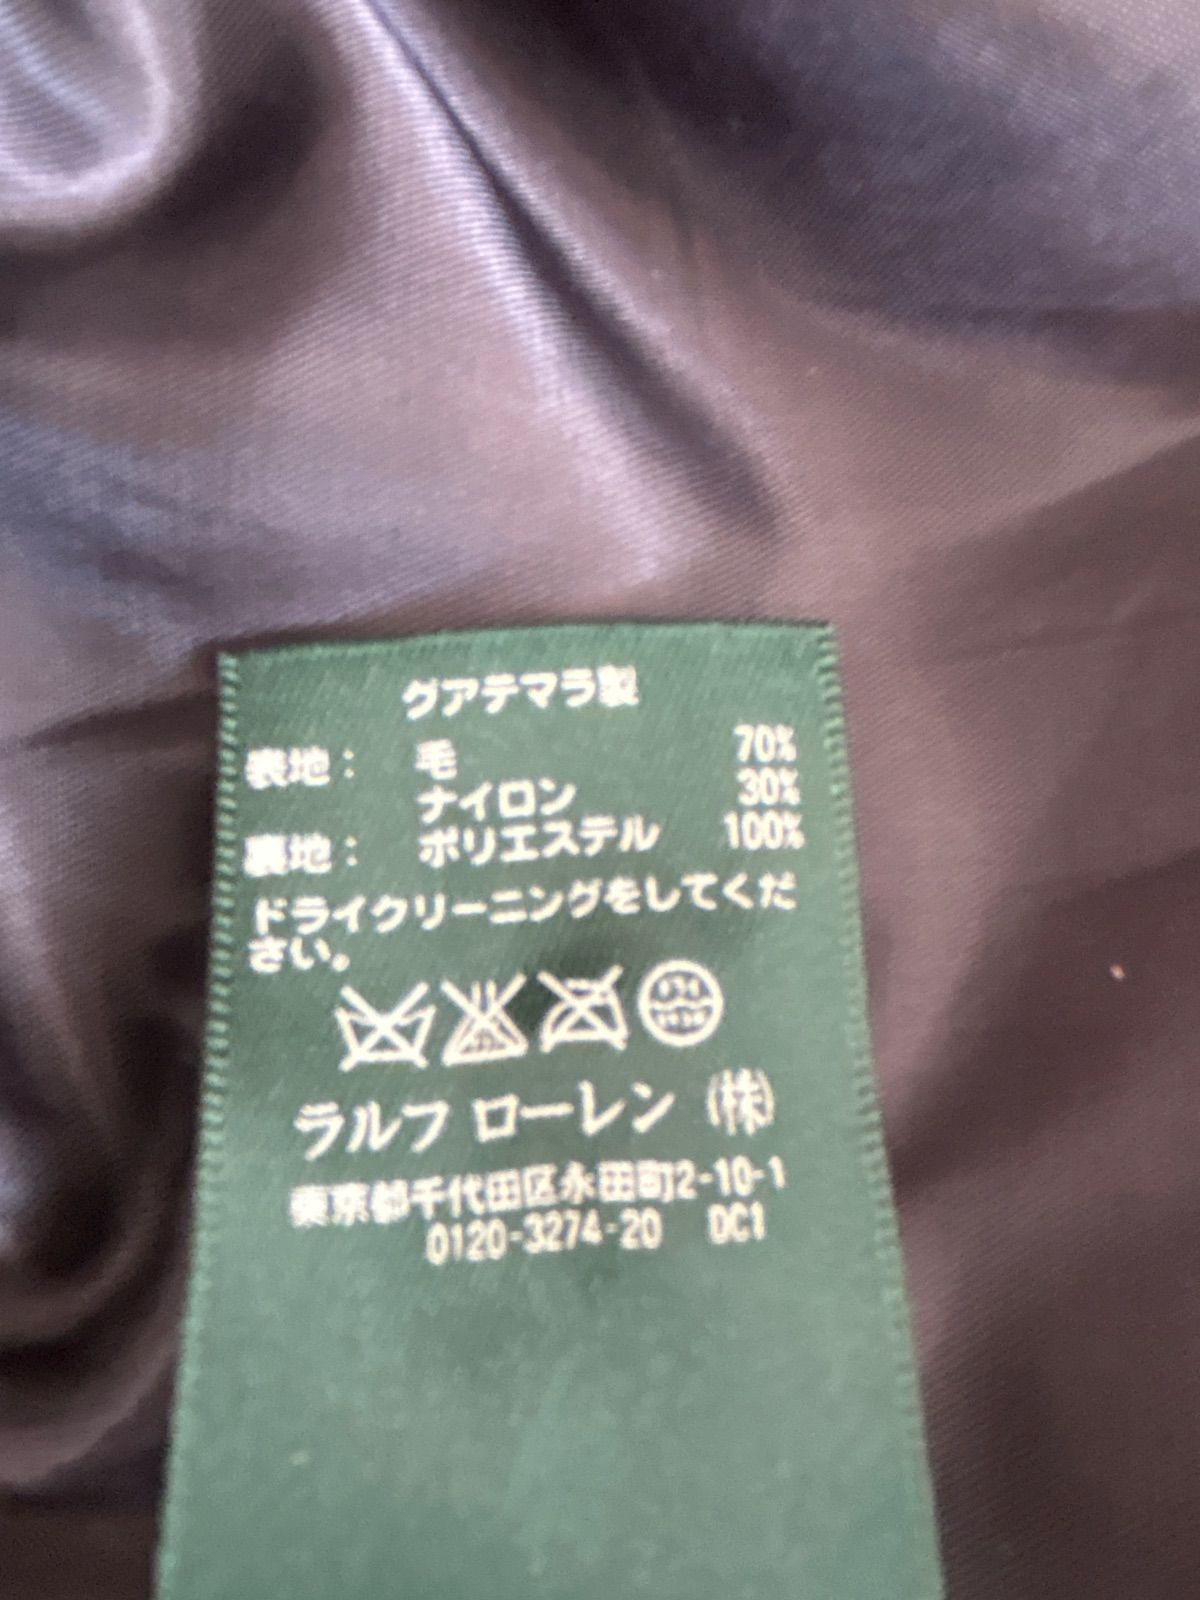 グアテマラ製
表地： 毛 70%
ナイロン 30%
裏地： ポリエステル 100%
ドライクリーニングをしてくだ
さい。
ラルフ ローレン (株)
東京都千代田区永田町2-10-1
0120-3274-20 DC1